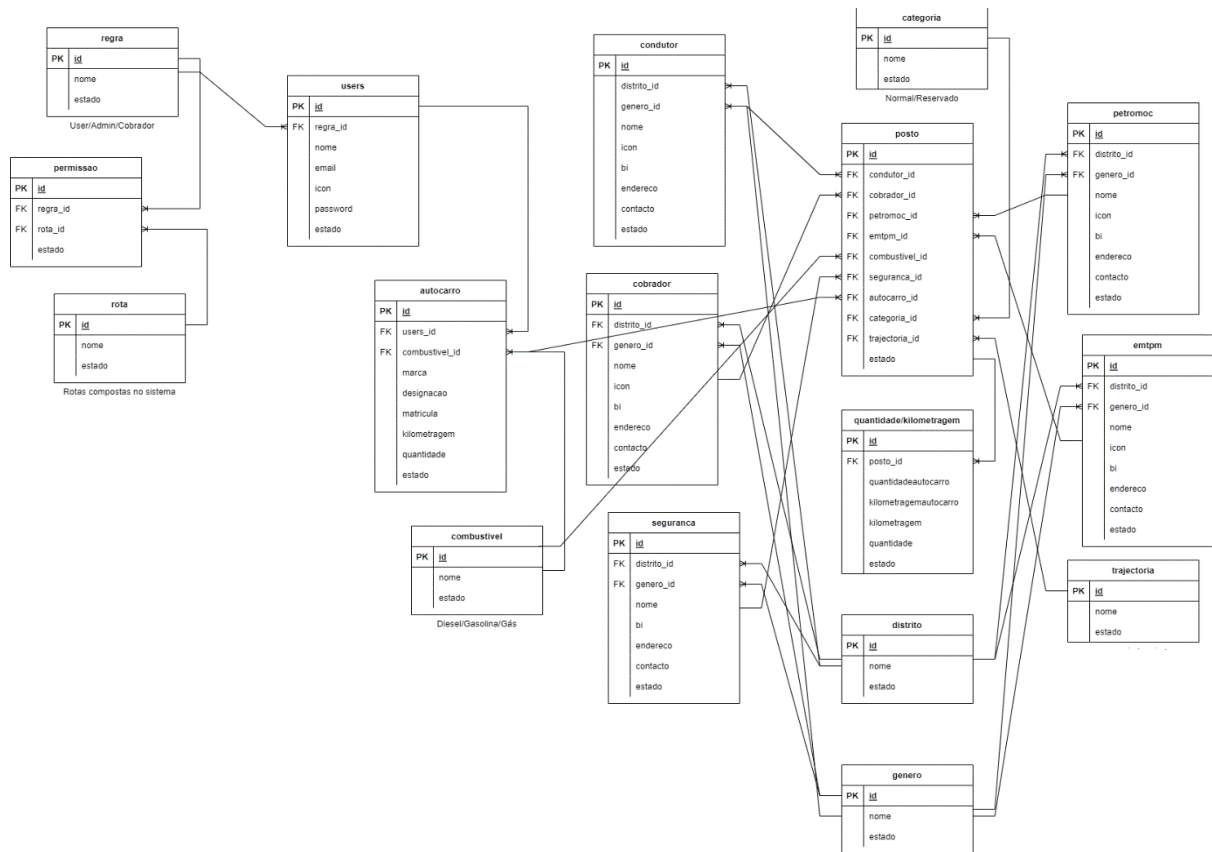 regra
PK id
nome
estado
User/Admin/Cobrador
permissao
PK id
FK regra_id
FK rota_id
estado
rota
PK id
nome
estado
Rotas compostas no sistema
users
PK id
FK regra_id
nome
email
icon
password
estado
autocarro
PK id
FK users_id
FK combustivel_id
marca
designacao
matricula
kilometragem
quantidade
estado
combustivel
PK id
nome
estado
Diesel/Gasolina/Gás
condutor
PK id
distrito_id
genero_id
nome
icon
bi
endereco
contacto
estado
cobrador
PK id
FK distrito_id
FK genero_id
nome
icon
bi
endereco
contacto
estado
seguranca
PK id
FK distrito_id
FK genero_id
nome
bi
endereco
contacto
estado
categoria
PK id
nome
estado
Normal/Reservado
posto
PK id
FK condutor_id
FK cobrador_id
FK petromoc_id
FK emtpm_id
FK combustivel_id
FK seguranca_id
FK autocarro_id
FK categoria_id
FK trajectoria_id
estado
quantidade/kilometragem
PK id
FK posto_id
quantidadeautocarro
kilometragemautocarro
kilometragem
quantidade
estado
distrito
PK id
nome
estado
genero
PK id
nome
estado
petromoc
PK id
FK distrito_id
FK genero_id
nome
icon
bi
endereco
contacto
estado
emtpm
PK id
FK distrito_id
FK genero_id
nome
icon
bi
endereco
contacto
estado
trajectoria
PK id
nome
estado